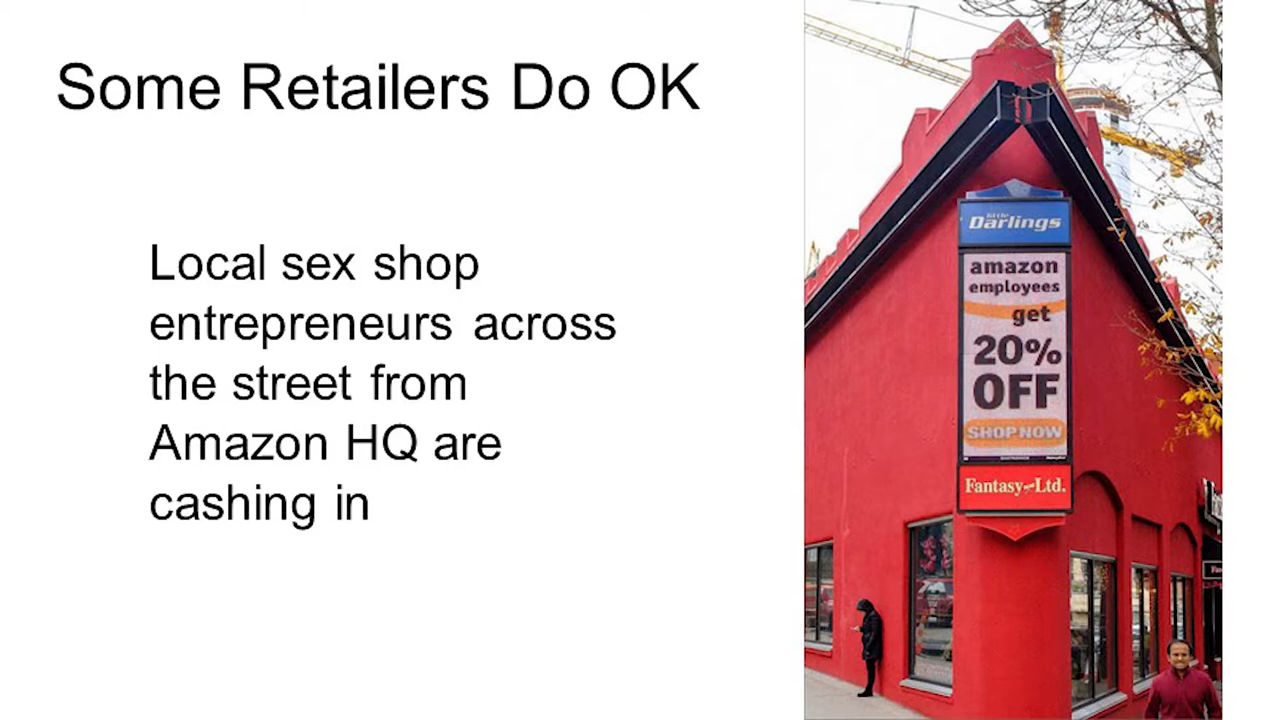 Some Retailers Do OK
Local sex shop
entrepreneurs across
the street from
Amazon HQ are
cashing in
little
Darlings
amazon
employees
get
20%
OFF
SHOP NOW
Fantasy Ltd.